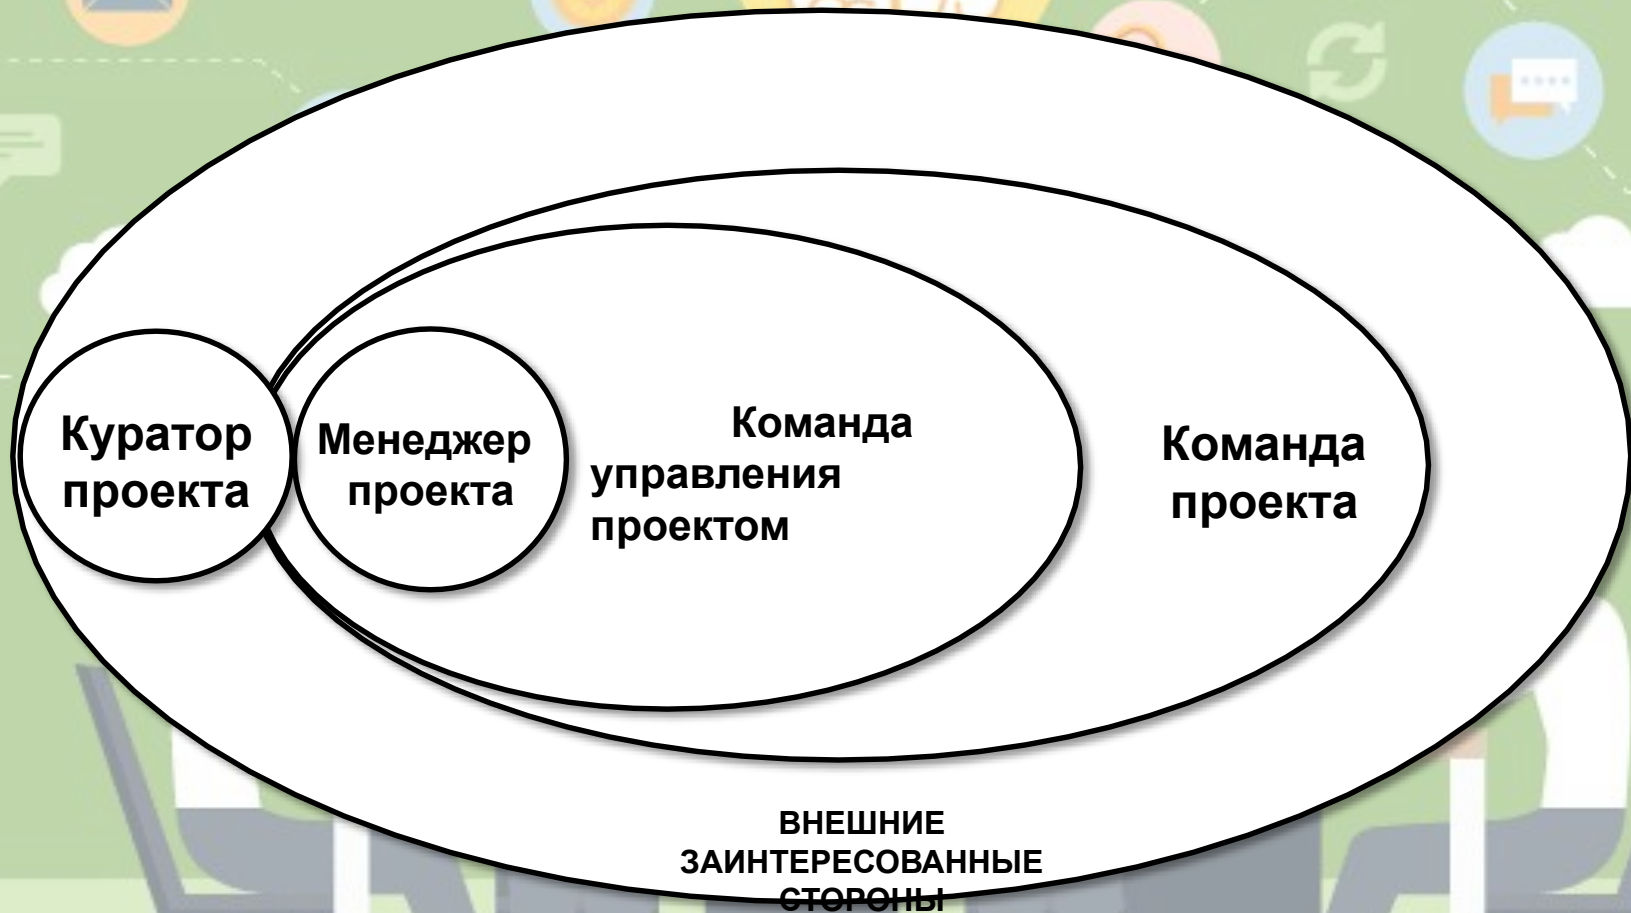 Куратор
проекта
Менеджер
проекта
Команда
управления
проектом
Команда
проекта
ВНЕШНИЕ
ЗАИНТЕРЕСОВАННЫЕ
СТОРОНЫ